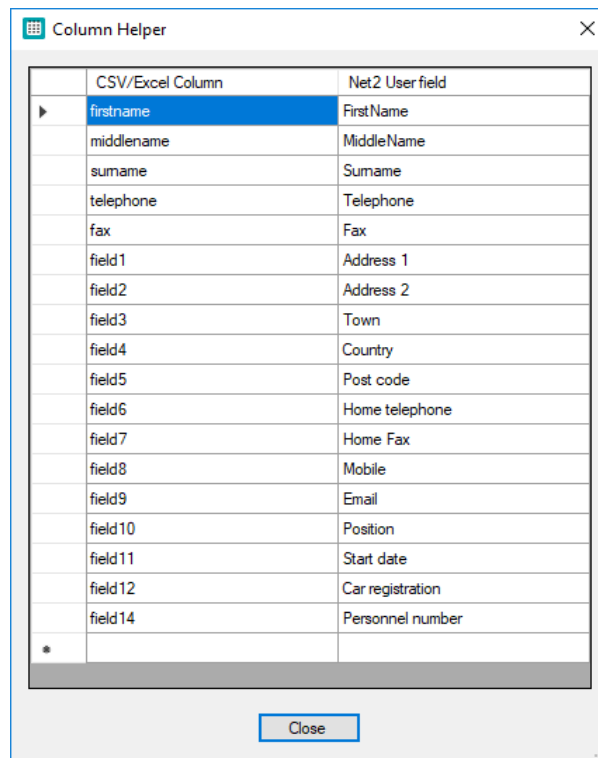 Column Helper
CSV/Excel Column Net2 User field
firstname FirstName
middlename MiddleName
surname Surname
telephone Telephone
fax Fax
field1 Address 1
field2 Address 2
field3 Town
field4 Country
field5 Post code
field6 Home telephone
field7 Home Fax
field8 Mobile
field9 Email
field10 Position
field11 Start date
field12 Car registration
field14 Personnel number
Close